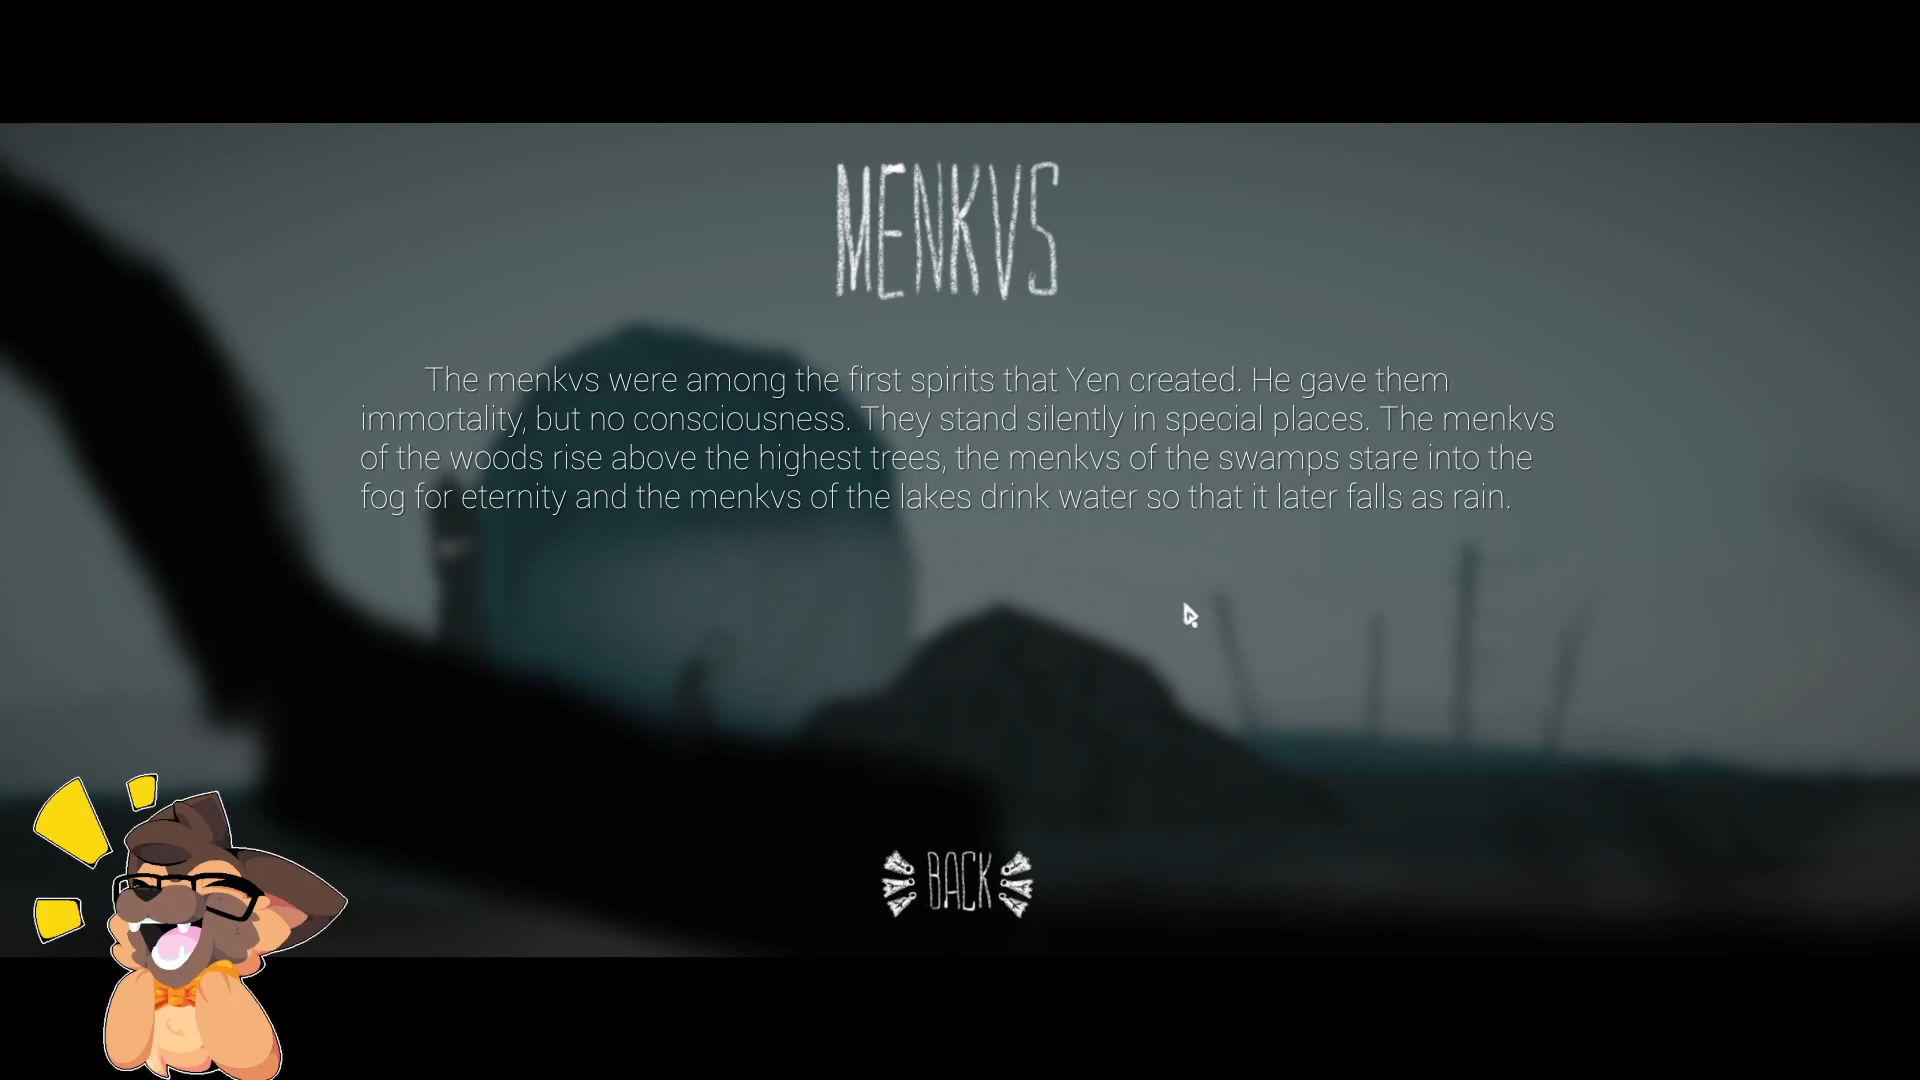 MENKVS
The menkvs were among the first spirits that Yen created. He gave them
immortality, but no consciousness. They stand silently in special places. The menkvs
of the woods rise above the highest trees, the menkvs of the swamps stare into the
fog for eternity and the menkvs of the lakes drink water so that it later falls as rain.
BACK